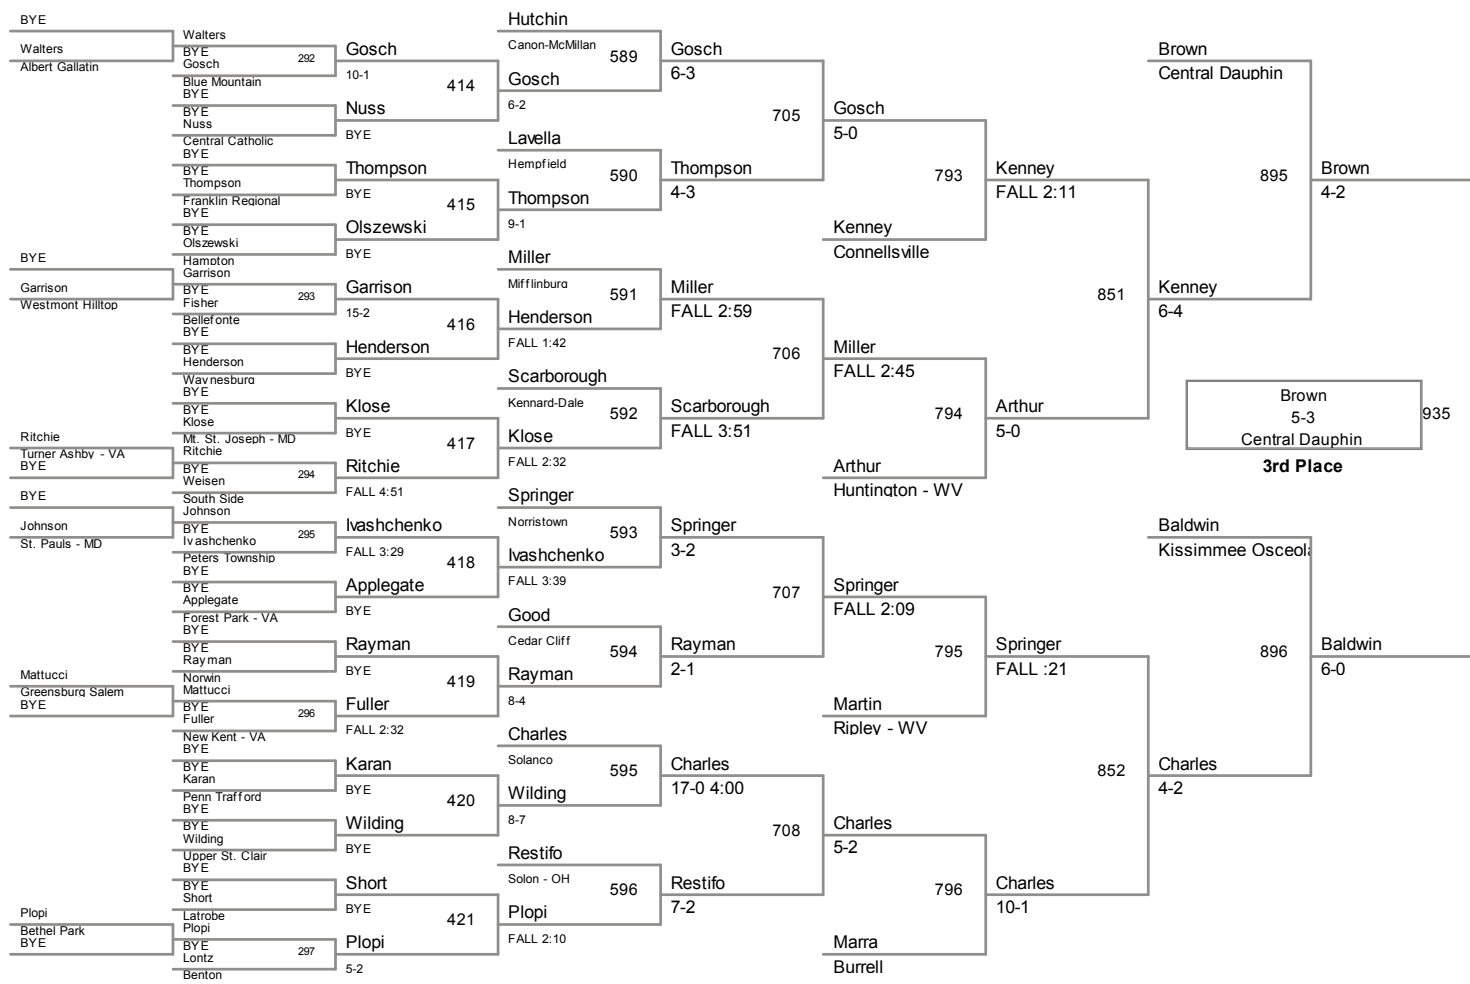 BYE
Walters
Albert Gallatin
BYE
Garrison
Westmont Hilltop
Ritchie
Turner Ashby - VA
BYE
BYE
Johnson
St. Pauls - MD
Mattucci
Greensburg Salem
BYE
Plopi
Bethel Park
BYE
Walters
BYE
292
Gosch
Blue Mountain
BYE
BYE
Nuss
Central Catholic
BYE
BYE
Thompson
Franklin Regional
BYE
BYE
Olszewski
Hampton
Garrison
BYE
293
Fisher
Bellefonte
BYE
BYE
Henderson
Waynesburg
BYE
BYE
Klose
Mt. St. Joseph - MD
Ritchie
BYE
294
Weisen
South Side
Johnson
BYE
295
Ivashchenko
Peters Township
BYE
BYE
Applegate
Forest Park - VA
BYE
BYE
Rayman
Norwin
Mattucci
BYE
296
Fuller
New Kent - VA
BYE
BYE
Karan
Penn Trafford
BYE
BYE
Wilding
Upper St. Clair
BYE
BYE
Short
Latrobe
Plopi
BYE
297
Lontz
Benton
Gosch
10-1
414
Nuss
BYE
Thompson
BYE
415
Olszewski
BYE
Garrison
15-2
416
Henderson
BYE
Klose
BYE
417
Ritchie
FALL 4:51
Ivashchenko
FALL 3:29
418
Applegate
BYE
Rayman
BYE
419
Fuller
FALL 2:32
Karan
BYE
420
Wilding
BYE
Short
BYE
421
Plopi
5-2
Hutchin
Canon-McMillan
589
Gosch
6-2
Lavella
Hempfield
590
Thompson
9-1
Miller
Mifflinburg
591
Henderson
FALL 1:42
Scarborough
Kennard-Dale
592
Klose
FALL 2:32
Springer
Norristown
593
Ivashchenko
FALL 3:39
Good
Cedar Cliff
594
Rayman
8-4
Charles
Solanco
595
Wilding
8-7
Restifo
Solon - OH
596
Plopi
FALL 2:10
Gosch
6-3
705
Thompson
4-3
Miller
FALL 2:59
706
Scarborough
FALL 3:51
Springer
3-2
707
Rayman
2-1
Charles
17-0 4:00
708
Restifo
7-2
Gosch
5-0
793
Kenney
Connellsville
Miller
FALL 2:45
794
Arthur
Huntington - WV
Springer
FALL 2:09
795
Martin
Ripley - WV
Charles
5-2
796
Marra
Burrell
Kenney
FALL 2:11
851
Arthur
5-0
Springer
FALL :21
852
Charles
10-1
Brown
Central Dauphin
895
Kenney
6-4
Brown
5-3
Central Dauphin
935
3rd Place
Baldwin
Kissimmee Osceola
896
Charles
4-2
Brown
4-2
Baldwin
6-0